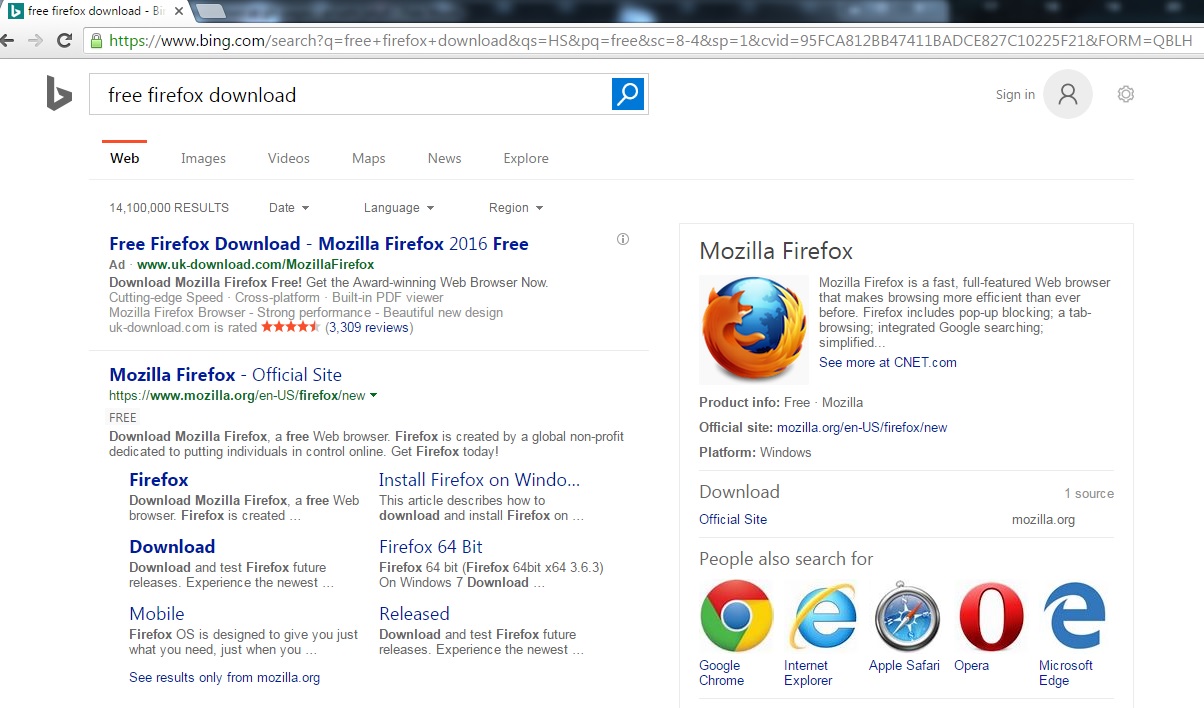 free firefox download - Bi
https://www.bing.com/search?q=free+firefox+download&qs=HS&pq=free&sc=8-4&sp=1&cvid=95FCA812BB47411BADCE827C10225F21&FORM=QBLH
free firefox download
Sign in
Web Images Videos Maps News Explore
14,100,000 RESULTS Date Language Region
Free Firefox Download - Mozilla Firefox 2016 Free
Ad · www.uk-download.com/MozillaFirefox
Download Mozilla Firefox Free! Get the Award-winning Web Browser Now.
Cutting-edge Speed · Cross-platform · Built-in PDF viewer
Mozilla Firefox Browser - Strong performance - Beautiful new design
uk-download.com is rated (3,309 reviews)
Mozilla Firefox - Official Site
https://www.mozilla.org/en-US/firefox/new
FREE
Download Mozilla Firefox, a free Web browser. Firefox is created by a global non-profit
dedicated to putting individuals in control online. Get Firefox today!
Firefox
Download Mozilla Firefox, a free Web
browser. Firefox is created ...
Install Firefox on Windo...
This article describes how to
download and install Firefox on ...
Download
Download and test Firefox future
releases. Experience the newest ...
Firefox 64 Bit
Firefox 64 bit (Firefox 64bit x64 3.6.3)
On Windows 7 Download ...
Mobile
Firefox OS is designed to give you just
what you need, just when you ...
Released
Download and test Firefox future
releases. Experience the newest ...
See results only from mozilla.org
Mozilla Firefox
Mozilla Firefox is a fast, full-featured Web browser
that makes browsing more efficient than ever
before. Firefox includes pop-up blocking; a tab-
browsing; integrated Google searching;
simplified...
See more at CNET.com
Product info: Free · Mozilla
Official site: mozilla.org/en-US/firefox/new
Platform: Windows
Download 1 source
Official Site mozilla.org
People also search for
Google
Chrome
Internet
Explorer
Apple Safari
Opera
Microsoft
Edge